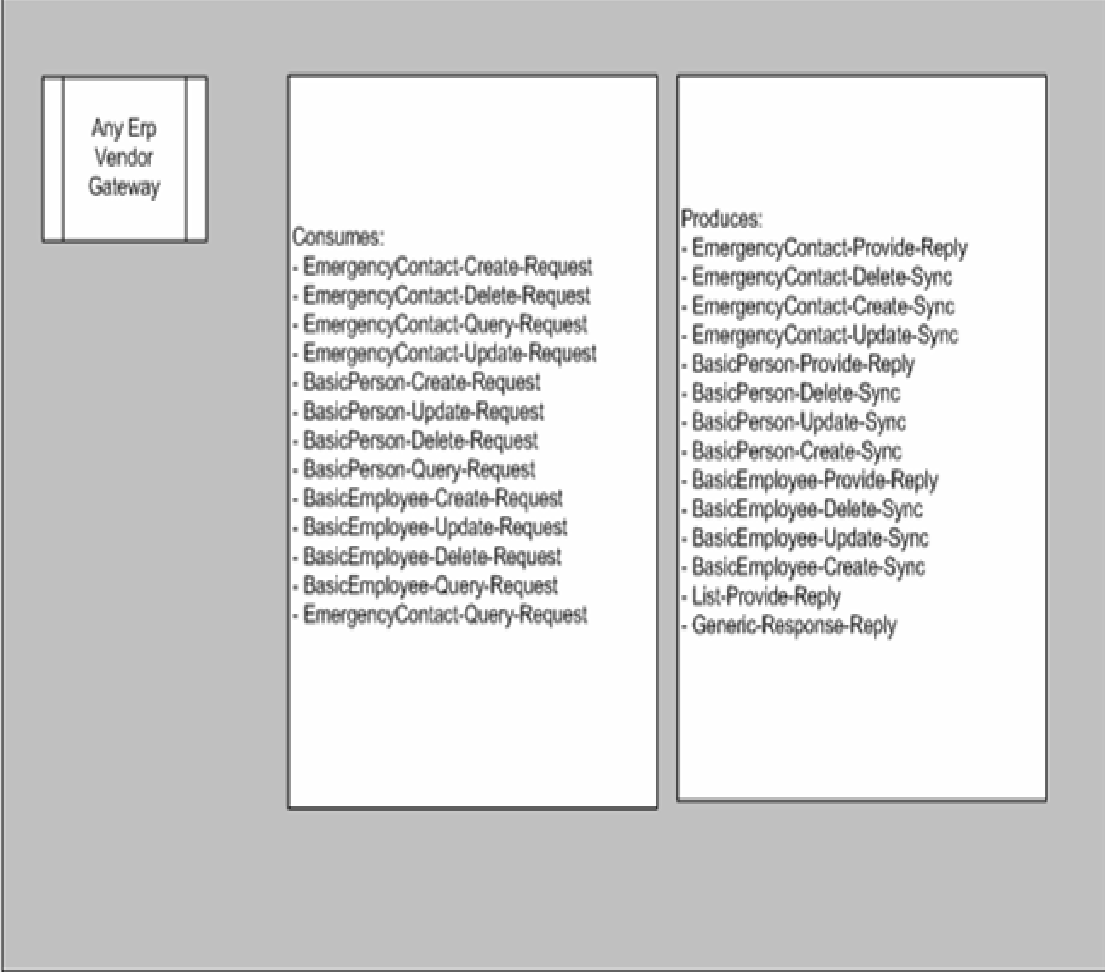 Any Erp
Vendor
Gateway
Consumes:
- EmergencyContact-Create-Request
- EmergencyContact-Delete-Request
- EmergencyContact-Query-Request
- EmergencyContact-Update-Request
- BasicPerson-Create-Request
- BasicPerson-Update-Request
- BasicPerson-Delete-Request
- BasicPerson-Query-Request
- BasicEmployee-Create-Request
- BasicEmployee-Update-Request
- BasicEmployee-Delete-Request
- BasicEmployee-Query-Request
- EmergencyContact-Query-Request
Produces:
- EmergencyContact-Provide-Reply
- EmergencyContact-Delete-Sync
- EmergencyContact-Create-Sync
- EmergencyContact-Update-Sync
- BasicPerson-Provide-Reply
- BasicPerson-Delete-Sync
- BasicPerson-Update-Sync
- BasicPerson-Create-Sync
- BasicEmployee-Provide-Reply
- BasicEmployee-Delete-Sync
- BasicEmployee-Update-Sync
- BasicEmployee-Create-Sync
- List-Provide-Reply
- Generic-Response-Reply